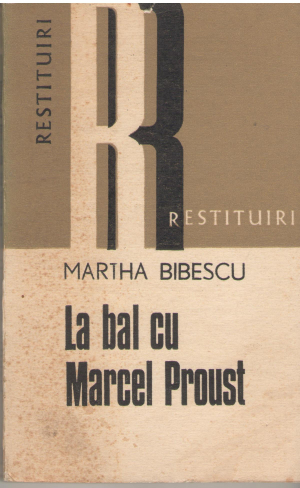 RESTITUIRI
R
RESTITUIRI
MARTHA BIBESCU
La bal cu
Marcel Proust